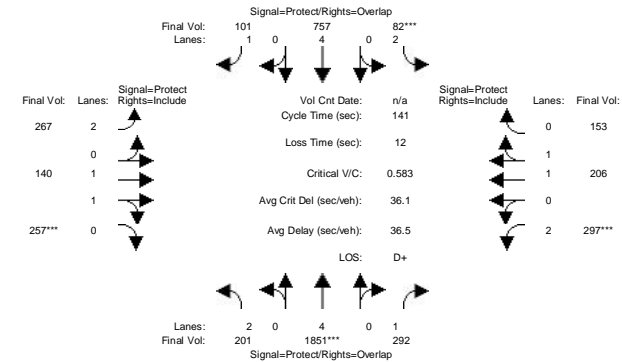 Signal=Protect/Rights=Overlap
Final Vol: 101 757 82***
Lanes: 1 0 4 0 2
Signal=Protect
Final Vol: Lanes: Rights=Include
Vol Cnt Date: n/a
Signal=Protect
Rights=Include Lanes: Final Vol:
Cycle Time (sec): 141
267 2
0 153
Loss Time (sec): 12
0
1
140 1
Critical V/C: 0.583
1 206
1
Avg Crit Del (sec/veh): 36.1
0
257*** 0
Avg Delay (sec/veh): 36.5
2 297***
LOS: D+
Lanes: 2 0 4 0 1
Final Vol: 201 1851*** 292
Signal=Protect/Rights=Overlap